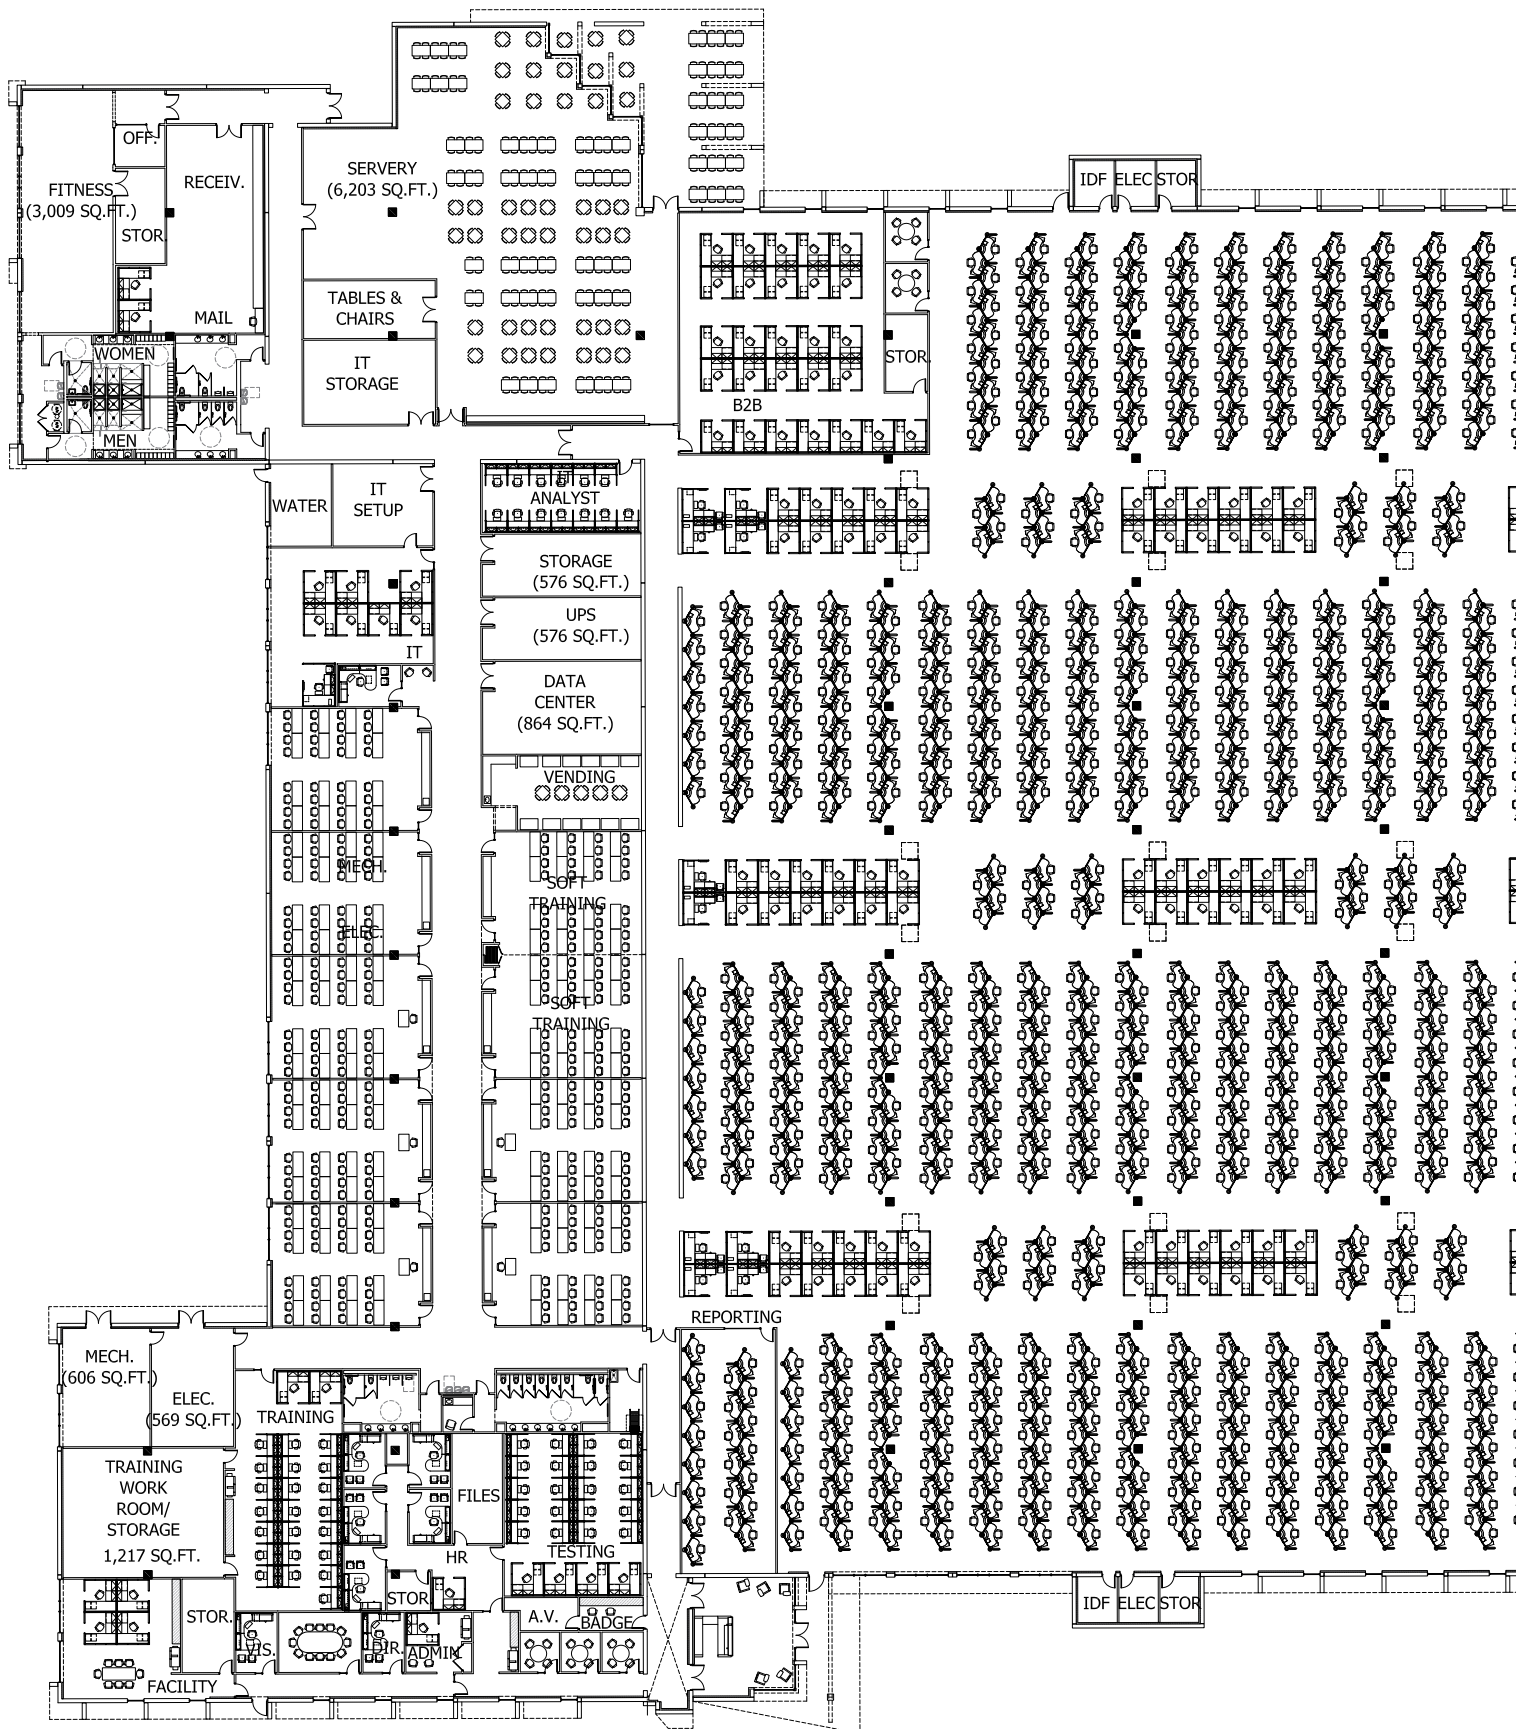 OFF.
FITNESS
(3,009 SQ.FT.)
RECEIV.
STOR.
MAIL
WOMEN
MEN
SERVERY
(6,203 SQ.FT.)
TABLES &
CHAIRS
IT
STORAGE
IDF
ELEC
STOR
STOR.
B2B
WATER
IT
SETUP
IT
ANALYST
STORAGE
(576 SQ.FT.)
UPS
(576 SQ.FT.)
IT
DATA
CENTER
(864 SQ.FT.)
VENDING
MECH.
ELEC.
SOFT
TRAINING
SOFT
TRAINING
REPORTING
MECH.
(606 SQ.FT.)
ELEC.
(569 SQ.FT.)
TRAINING
TRAINING
WORK
ROOM/
STORAGE
1,217 SQ.FT.
FILES
HR
TESTING
STOR.
STOR.
A.V.
BADGE
VIS.
DIR.
ADMIN
FACILITY
IDF
ELEC
STOR